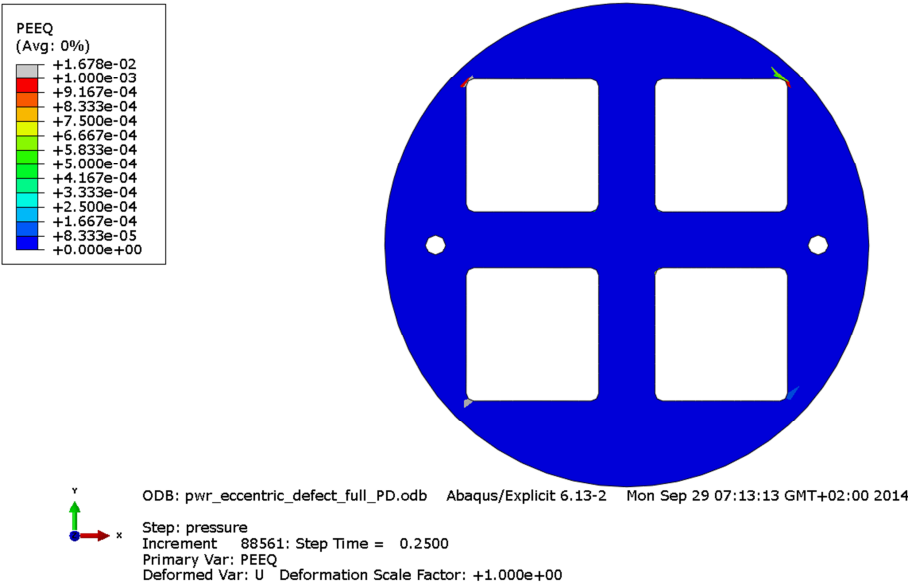 PEEQ
(Avg: 0%)
+1.678e-02
+1.000e-03
+9.167e-04
+8.333e-04
+7.500e-04
+6.667e-04
+5.833e-04
+5.000e-04
+4.167e-04
+3.333e-04
+2.500e-04
+1.667e-04
+8.333e-05
+0.000e+00
Y
X
ODB: pwr_eccentric_defect_full_PD.odb Abaqus/Explicit 6.13-2 Mon Sep 29 07:13:13 GMT+02:00 2014
Step: pressure
Increment 88561: Step Time = 0.2500
Primary Var: PEEQ
Deformed Var: U Deformation Scale Factor: +1.000e+00